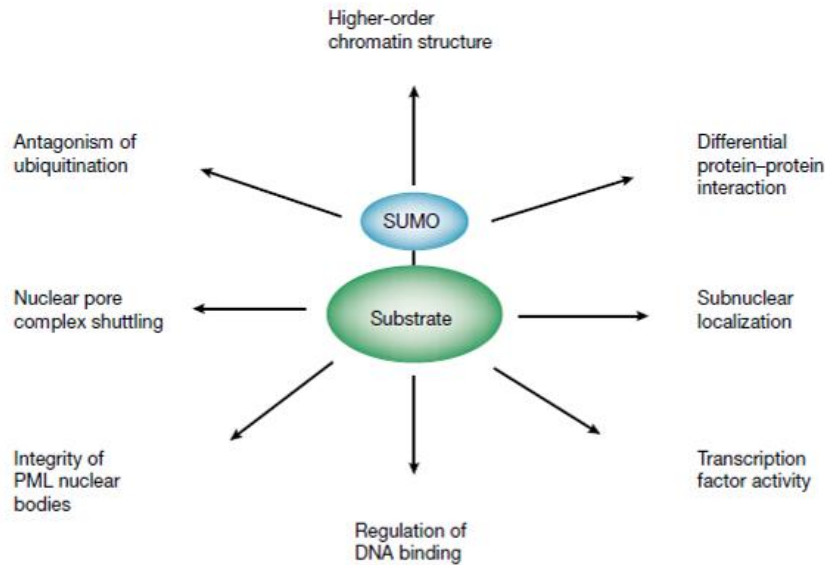 Higher-order
chromatin structure
Antagonism of
ubiquitination
Differential
protein–protein
interaction
SUMO
Nuclear pore
complex shuttling
Substrate
Subnuclear
localization
Integrity of
PML nuclear
bodies
Transcription
factor activity
Regulation of
DNA binding